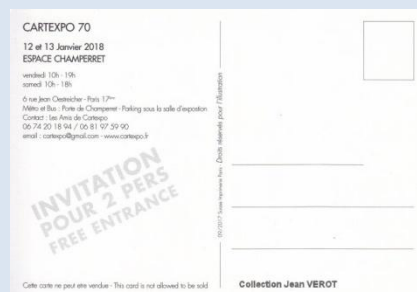 CARTEXPO 70
12 et 13 Janvier 2018
ESPACE CHAMPERRET
vendredi 10h - 19h
samedi 10h - 18h
6 rue Jean Oestreicher - Paris 17ème
Métro et Bus : Porte de Champerret - Parking sous la salle d'exposition
Contact : Les Amis de Cartexpo
06 74 20 18 94 / 06 81 97 59 90
email : cartexpo@gmail.com - www.cartexpo.fr
INVITATION
POUR 2 PERS
FREE ENTRANCE
Cette carte ne peut etre vendue - This card is not allowed to be sold
Droits réservés pour l'illustration
Collection Jean VEROT